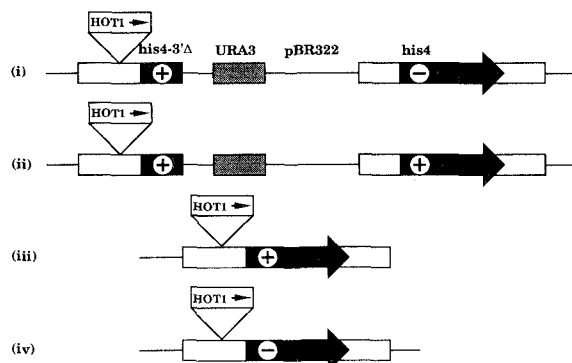 HOT1
his4-3'Δ URA3 pBR322 his4
(i) + −
HOT1
(ii) + +
HOT1
(iii) +
HOT1
(iv) −